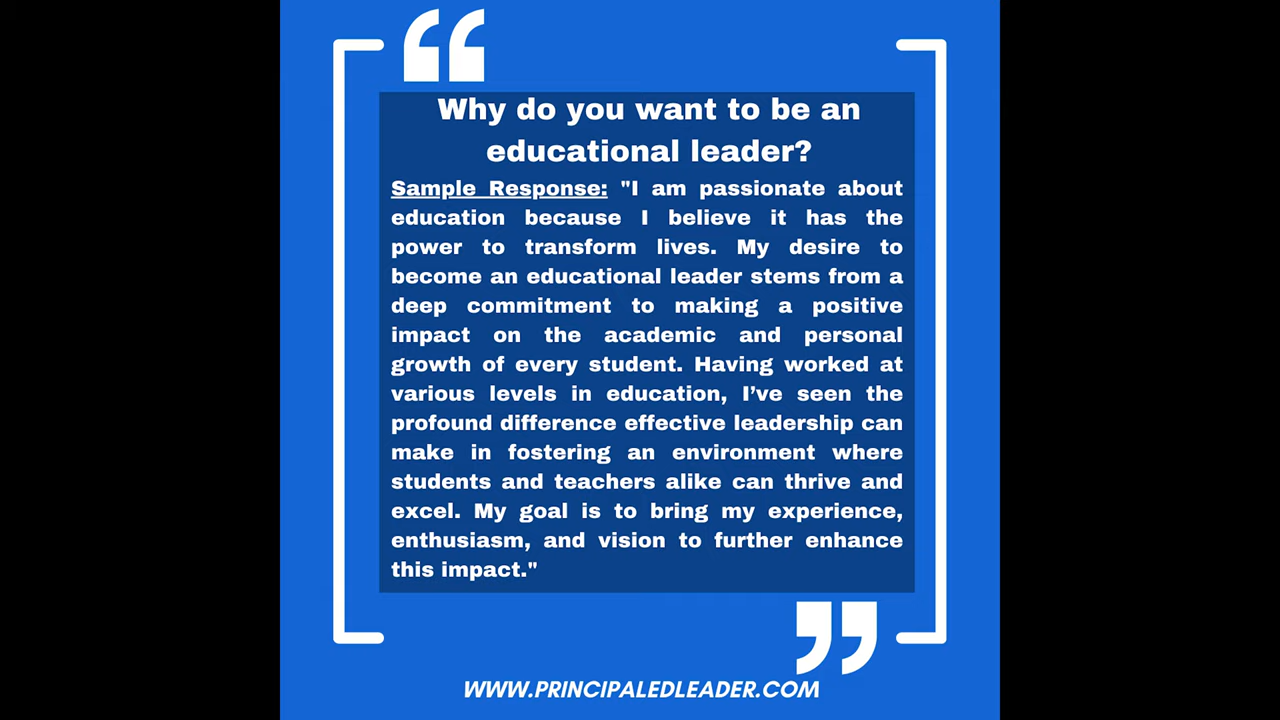 Why do you want to be an
educational leader?
Sample Response: "I am passionate about
education because I believe it has the
power to transform lives. My desire to
become an educational leader stems from a
deep commitment to making a positive
impact on the academic and personal
growth of every student. Having worked at
various levels in education, I’ve seen the
profound difference effective leadership can
make in fostering an environment where
students and teachers alike can thrive and
excel. My goal is to bring my experience,
enthusiasm, and vision to further enhance
this impact."
WWW.PRINCIPALEDLEADER.COM